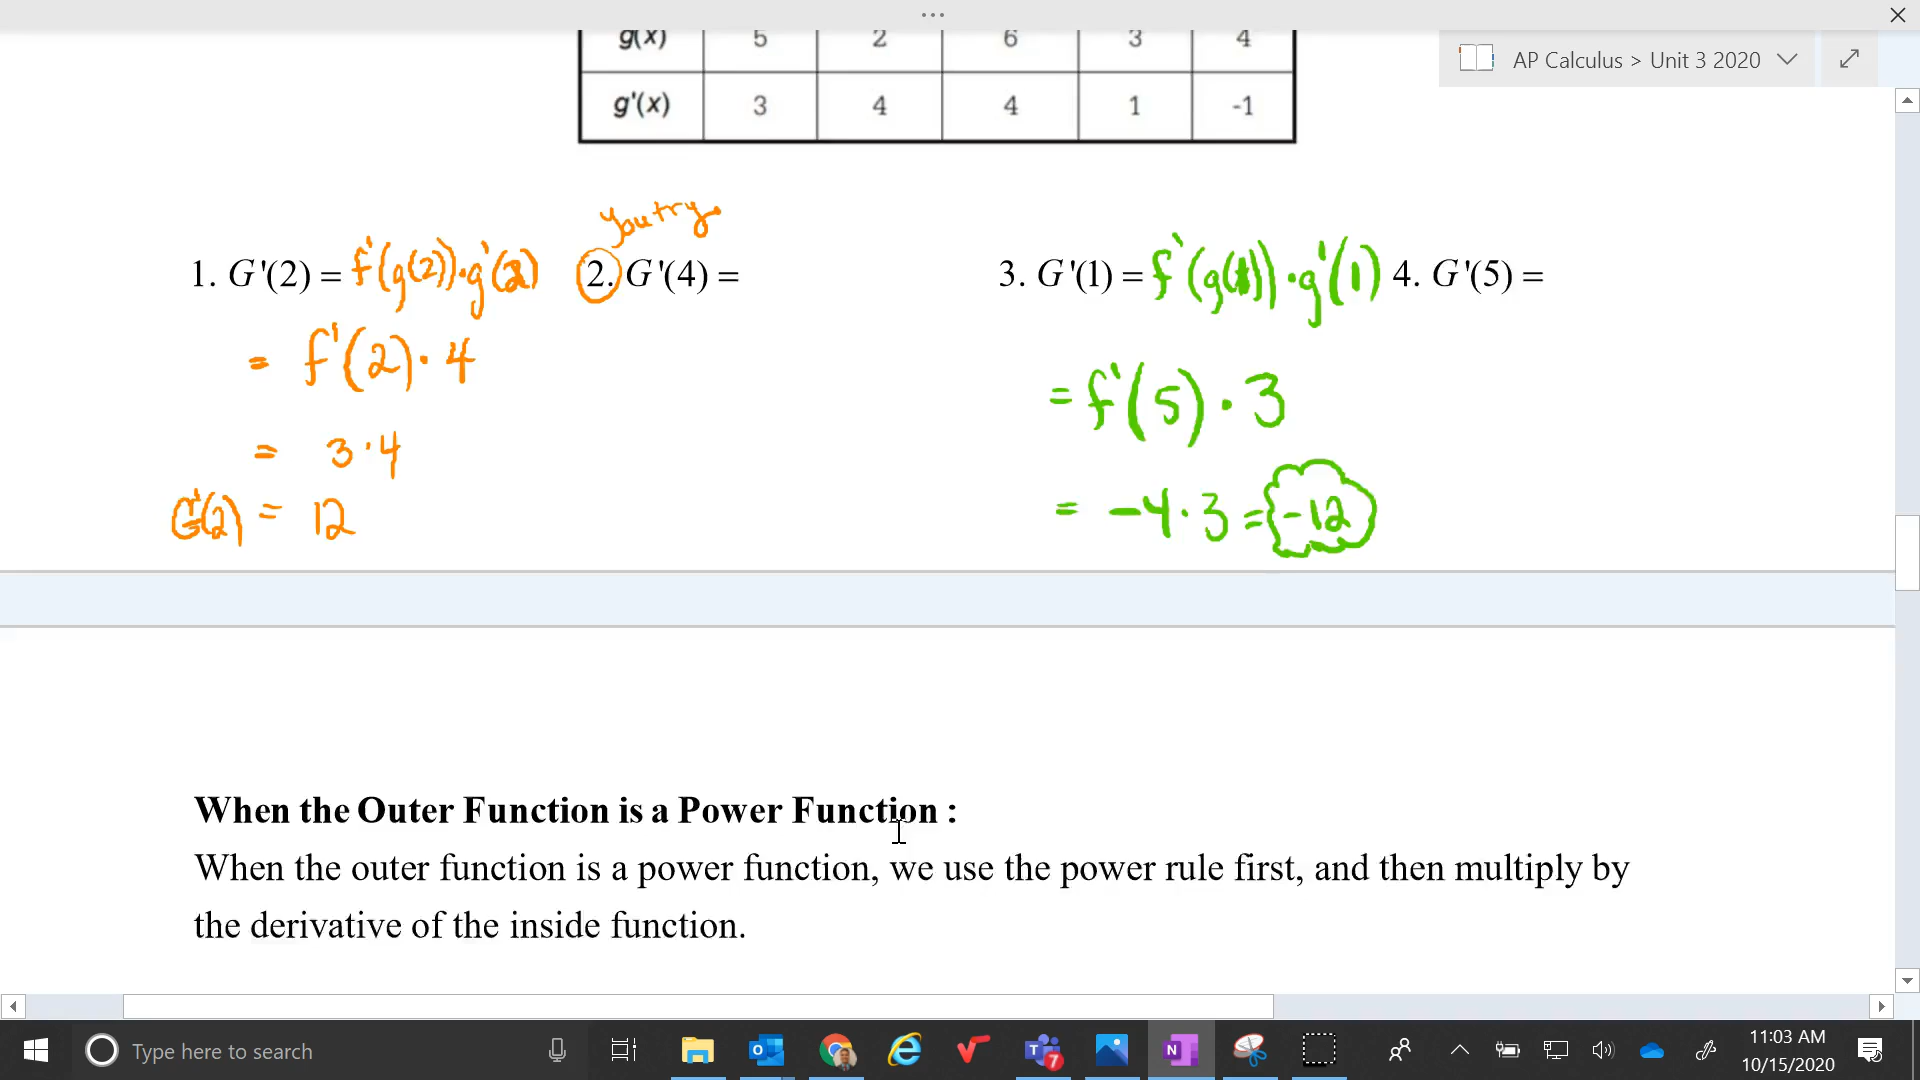 AP Calculus > Unit 3 2020
g(x) 5 2 6 3 4
g'(x) 3 4 4 1 -1
you try.
1. G'(2) = f'(g(2))·g'(2)
2. G'(4) =
3. G'(1) = f'(g(1))·g'(1)
4. G'(5) =
= f'(2)·4
= f'(5)·3
= 3·4
G'(2) = 12
= -4·3 = -12
When the Outer Function is a Power Function :
When the outer function is a power function, we use the power rule first, and then multiply by
the derivative of the inside function.
Type here to search
7
11:03 AM
10/15/2020